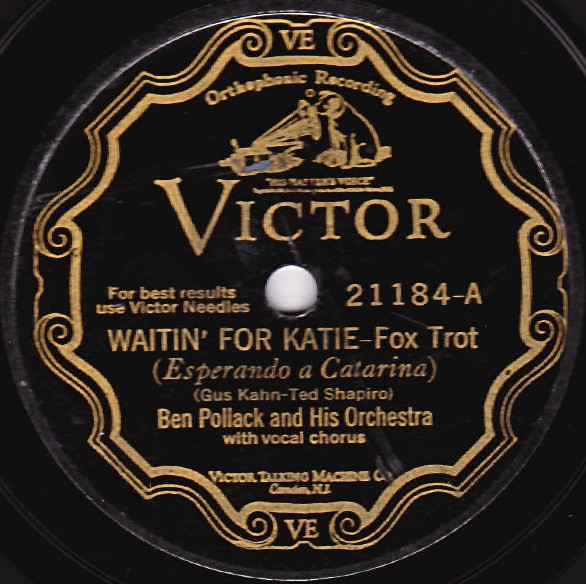 VE
Orthophonic Recording
"HIS MASTER'S VOICE"
VICTOR
For best results
use Victor Needles
21184-A
WAITIN' FOR KATIE-Fox Trot
(Esperando a Catarina)
(Gus Kahn-Ted Shapiro)
Ben Pollack and His Orchestra
with vocal chorus
VICTOR TALKING MACHINE
Camden, N.J.
VE